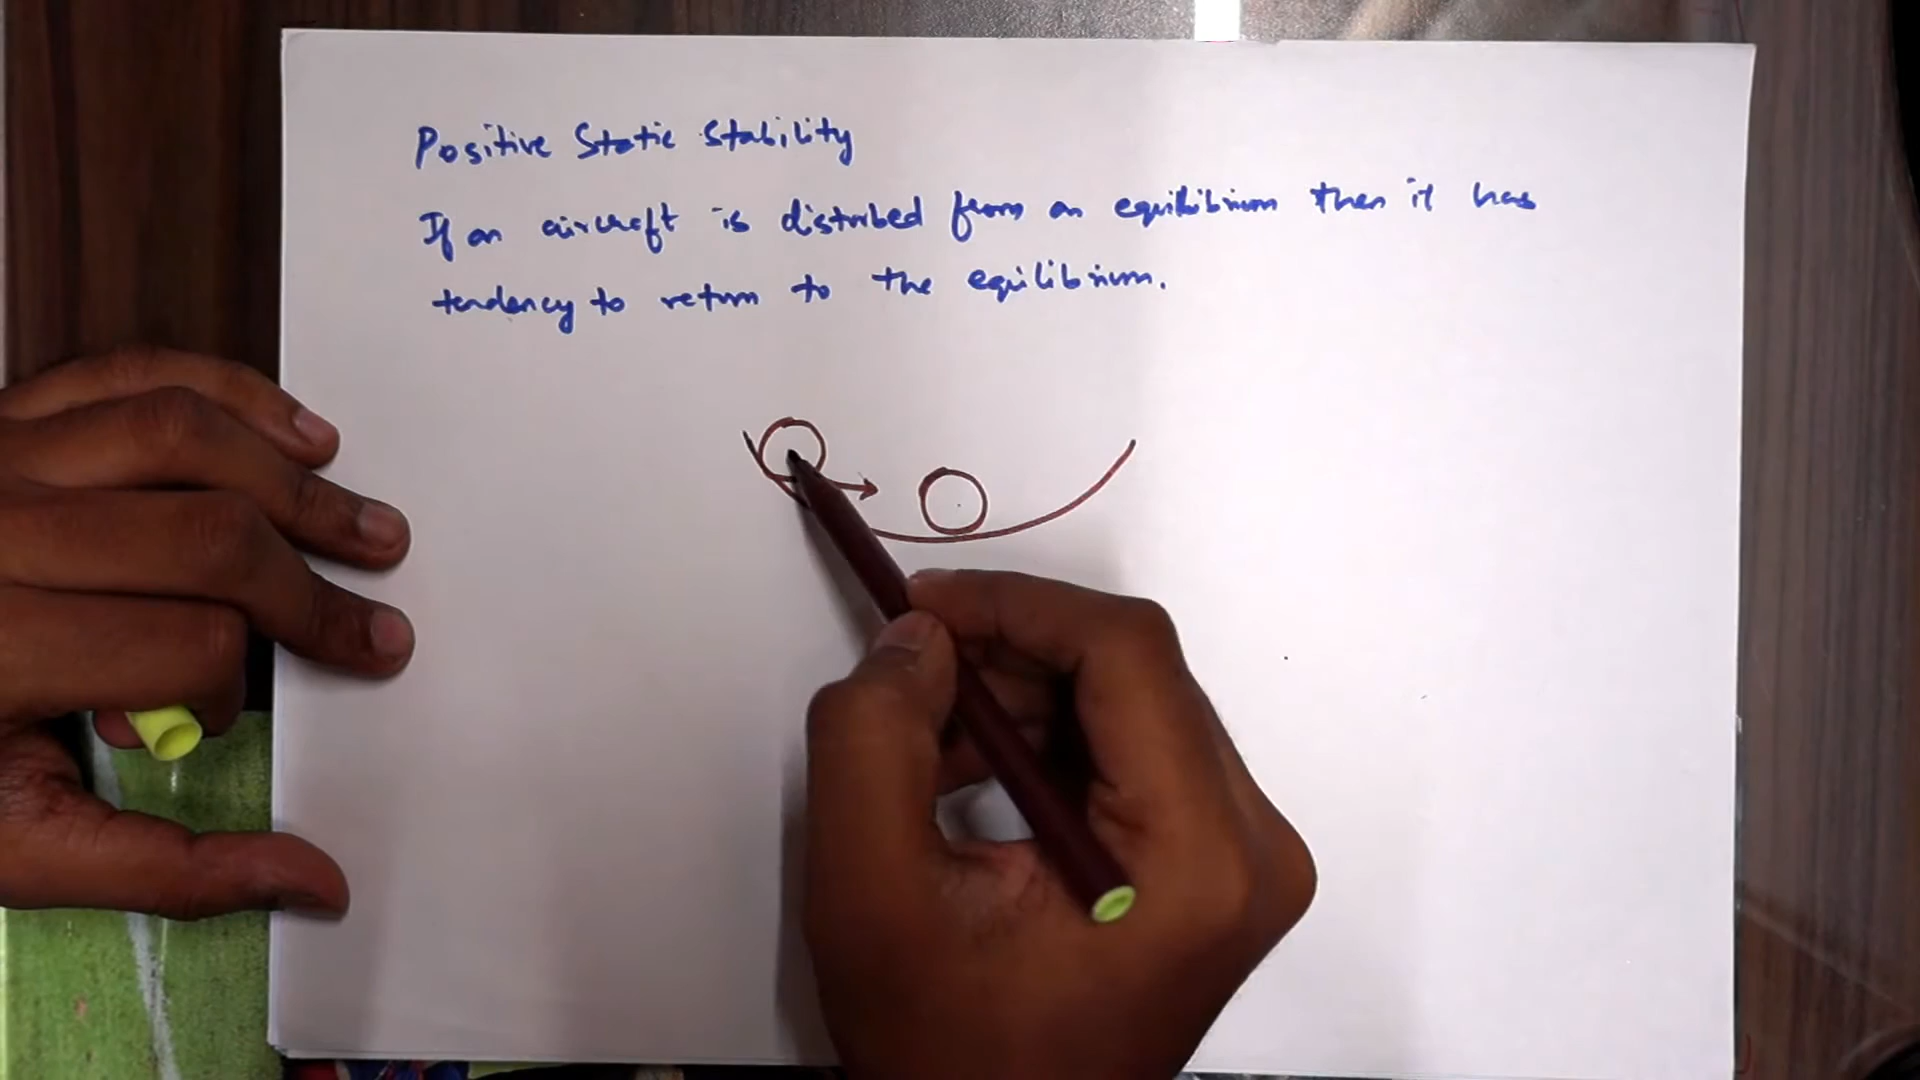 Positive Static Stability
If an aircraft is distrubed from an equilibrium then it has
tendency to return to the equilibrium.